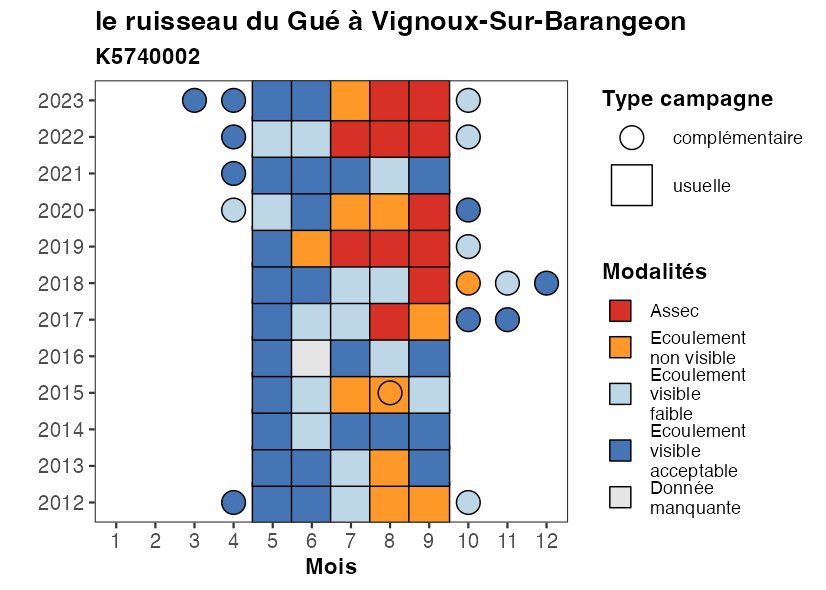 le ruisseau du Gué à Vignoux-Sur-Barangeon
K5740002
2023
2022
2021
2020
2019
2018
2017
2016
2015
2014
2013
2012
1 2 3 4 5 6 7 8 9 10 11 12
Mois
Type campagne
complémentaire
usuelle
Modalités
Assec
Ecoulement
non visible
Ecoulement
visible
faible
Ecoulement
visible
acceptable
Donnée
manquante